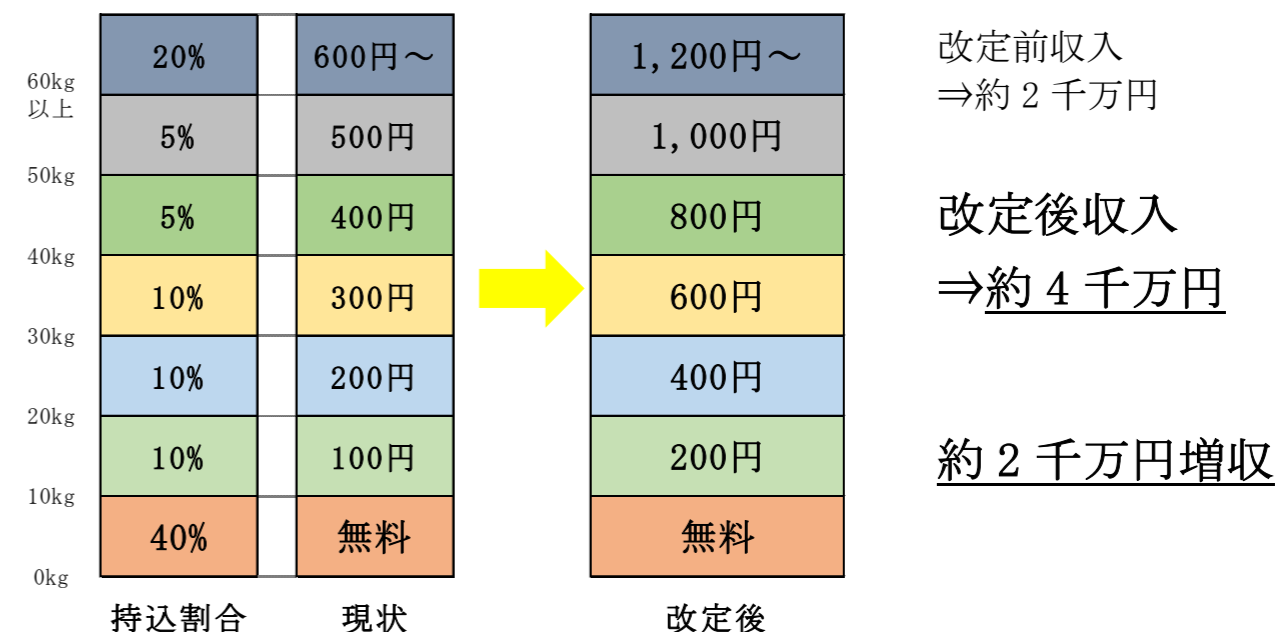 20% 600円～ 1,200円～
60kg
以上
5% 500円 1,000円
50kg
5% 400円 800円
40kg
10% 300円 600円
30kg
10% 200円 400円
20kg
10% 100円 200円
10kg
40% 無料 無料
0kg
持込割合 現状 改定後
改定前収入
⇒約2千万円
改定後収入
⇒約4千万円
約2千万円増収